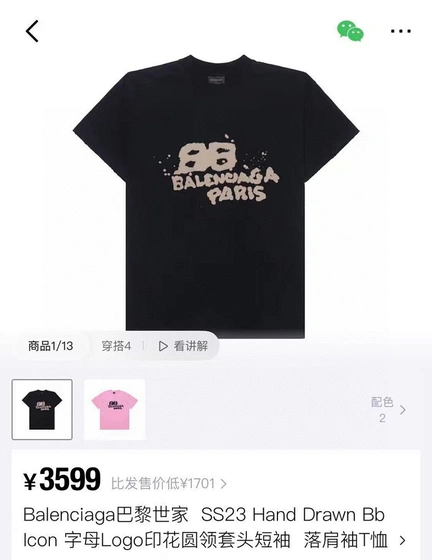 BB
BALENCIAGA
PARIS
商品1/13 穿搭4 看讲解
配色
2
¥3599 比发售价低¥1701
Balenciaga巴黎世家 SS23 Hand Drawn Bb
Icon 字母Logo印花圆领套头短袖 落肩袖T恤